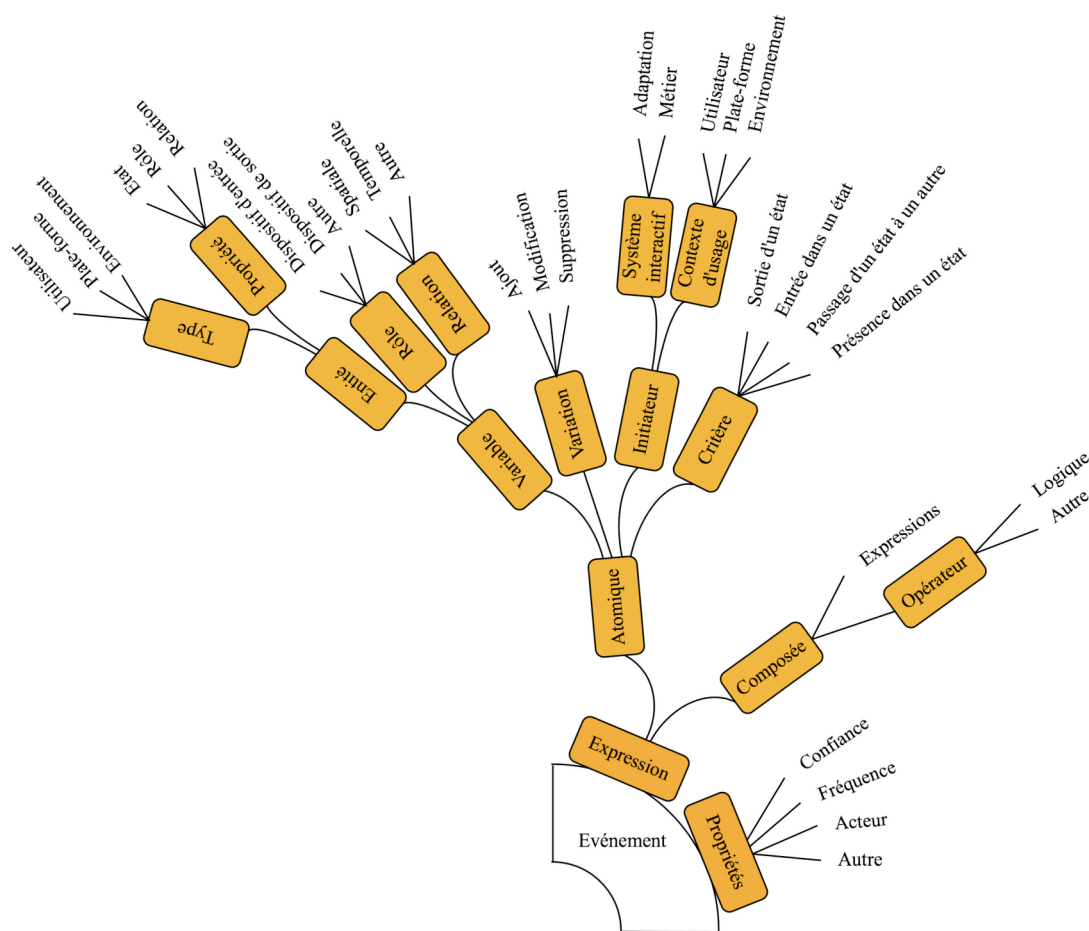 Utilisateur
Plate-forme
Environnement
Type
Etat
Rôle
Relation
Propriété
Entité
Dispositif d'entrée
Dispositif de sortie
Autre
Rôle
Spatiale
Temporelle
Autre
Relation
Variable
Ajout
Modification
Suppression
Variation
Adaptation
Métier
Système
interactif
Utilisateur
Plate-forme
Environnement
Contexte
d'usage
Initiateur
Sortie d'un état
Entrée dans un état
Passage d'un état à un autre
Présence dans un état
Critère
Atomique
Expressions
Logique
Autre
Opérateur
Composée
Expression
Confiance
Fréquence
Acteur
Autre
Propriétés
Evénement